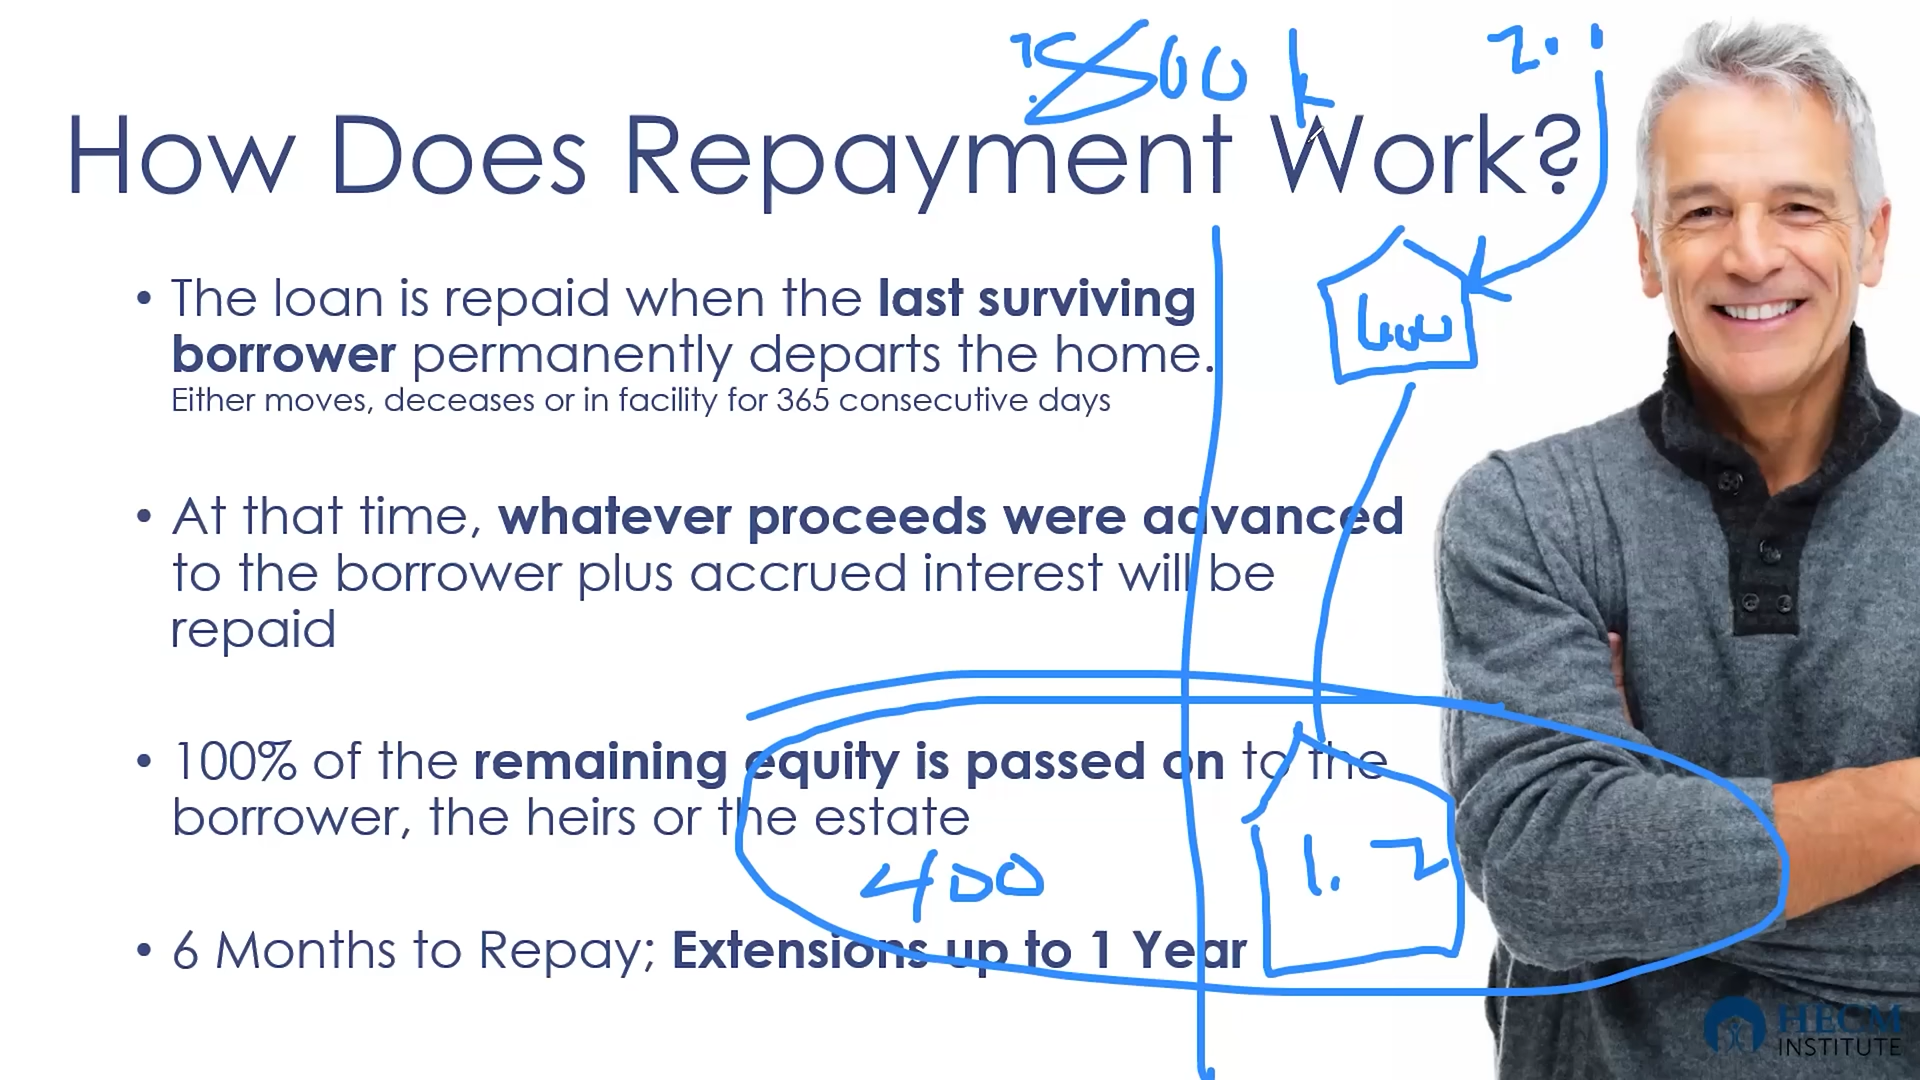 800 k
How Does Repayment Work?
• The loan is repaid when the last surviving
borrower permanently departs the home.
Either moves, deceases or in facility for 365 consecutive days
• At that time, whatever proceeds were advanced
to the borrower plus accrued interest will be
repaid
• 100% of the remaining equity is passed on to the
borrower, the heirs or the estate
400
1.2
• 6 Months to Repay; Extensions up to 1 Year
HECM
INSTITUTE